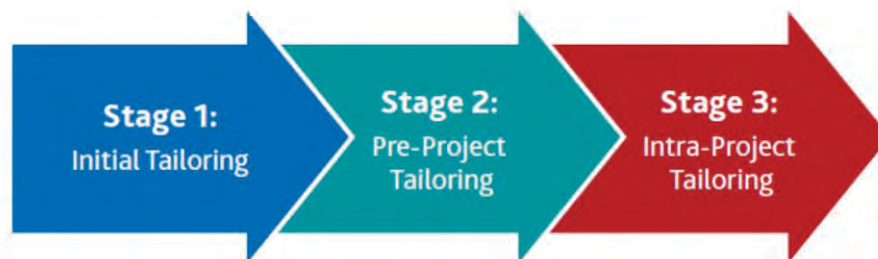 Stage 1:
Initial Tailoring
Stage 2:
Pre-Project
Tailoring
Stage 3:
Intra-Project
Tailoring